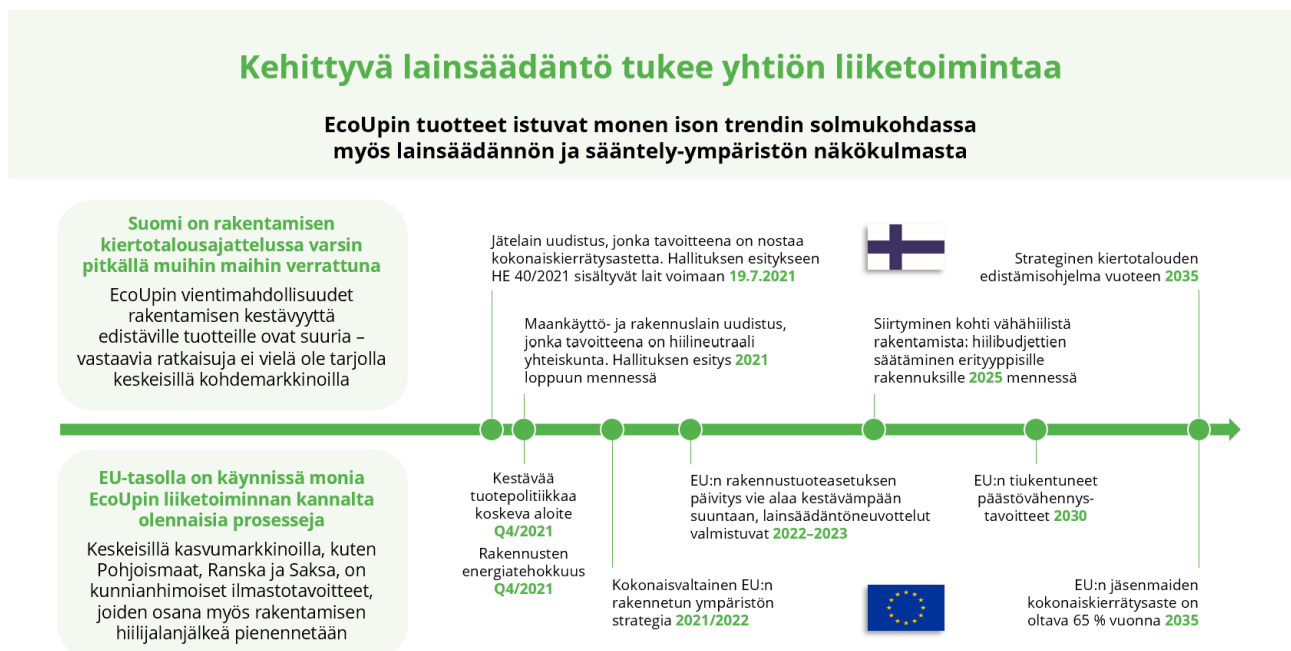 Kehittyvä lainsäädäntö tukee yhtiön liiketoimintaa
EcoUpin tuotteet istuvat monen ison trendin solmukohdassa
myös lainsäädännön ja sääntely-ympäristön näkökulmasta
Suomi on rakentamisen
kiertotalousajattelussa varsin
pitkällä muihin maihin verrattuna
EcoUpin vientimahdollisuudet
rakentamisen kestävyyttä
edistäville tuotteille ovat suuria –
vastaavia ratkaisuja ei vielä ole tarjolla
keskeisillä kohdemarkkinoilla
Jätelain uudistus, jonka tavoitteena on nostaa
kokonaiskierrätysastetta. Hallituksen esitykseen
HE 40/2021 sisältyvät lait voimaan 19.7.2021
Strateginen kiertotalouden
edistämisohjelma vuoteen 2035
Maankäyttö- ja rakennuslain uudistus,
jonka tavoitteena on hiilineutraali
yhteiskunta. Hallituksen esitys 2021
loppuun mennessä
Siirtyminen kohti vähähiilistä
rakentamista: hiilibudjettien
säätäminen erityyppisille
rakennuksille 2025 mennessä
EU-tasolla on käynnissä monia
EcoUpin liiketoiminnan kannalta
olennaisia prosesseja
Keskeisillä kasvumarkkinoilla, kuten
Pohjoismaat, Ranska ja Saksa, on
kunnianhimoiset ilmastotavoitteet,
joiden osana myös rakentamisen
hiilijalanjälkeä pienennetään
Kestävää
tuotepolitiikkaa
koskeva aloite
Q4/2021
Rakennusten
energiatehokkuus
Q4/2021
Kokonaisvaltainen EU:n
rakennetun ympäristön
strategia 2021/2022
EU:n rakennustuoteasetuksen
päivitys vie alaa kestävämpään
suuntaan, lainsäädäntöneuvottelut
valmistuvat 2022–2023
EU:n tiukentuneet
päästövähennys-
tavoitteet 2030
EU:n jäsenmaiden
kokonaiskierrätysaste on
oltava 65 % vuonna 2035